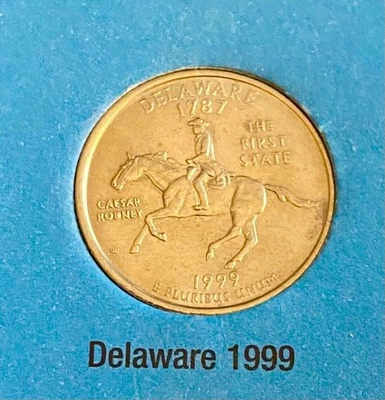 DELAWARE
1787
THE
FIRST
STATE
CAESAR
RODNEY
1999
E PLURIBUS UNUM
Delaware 1999